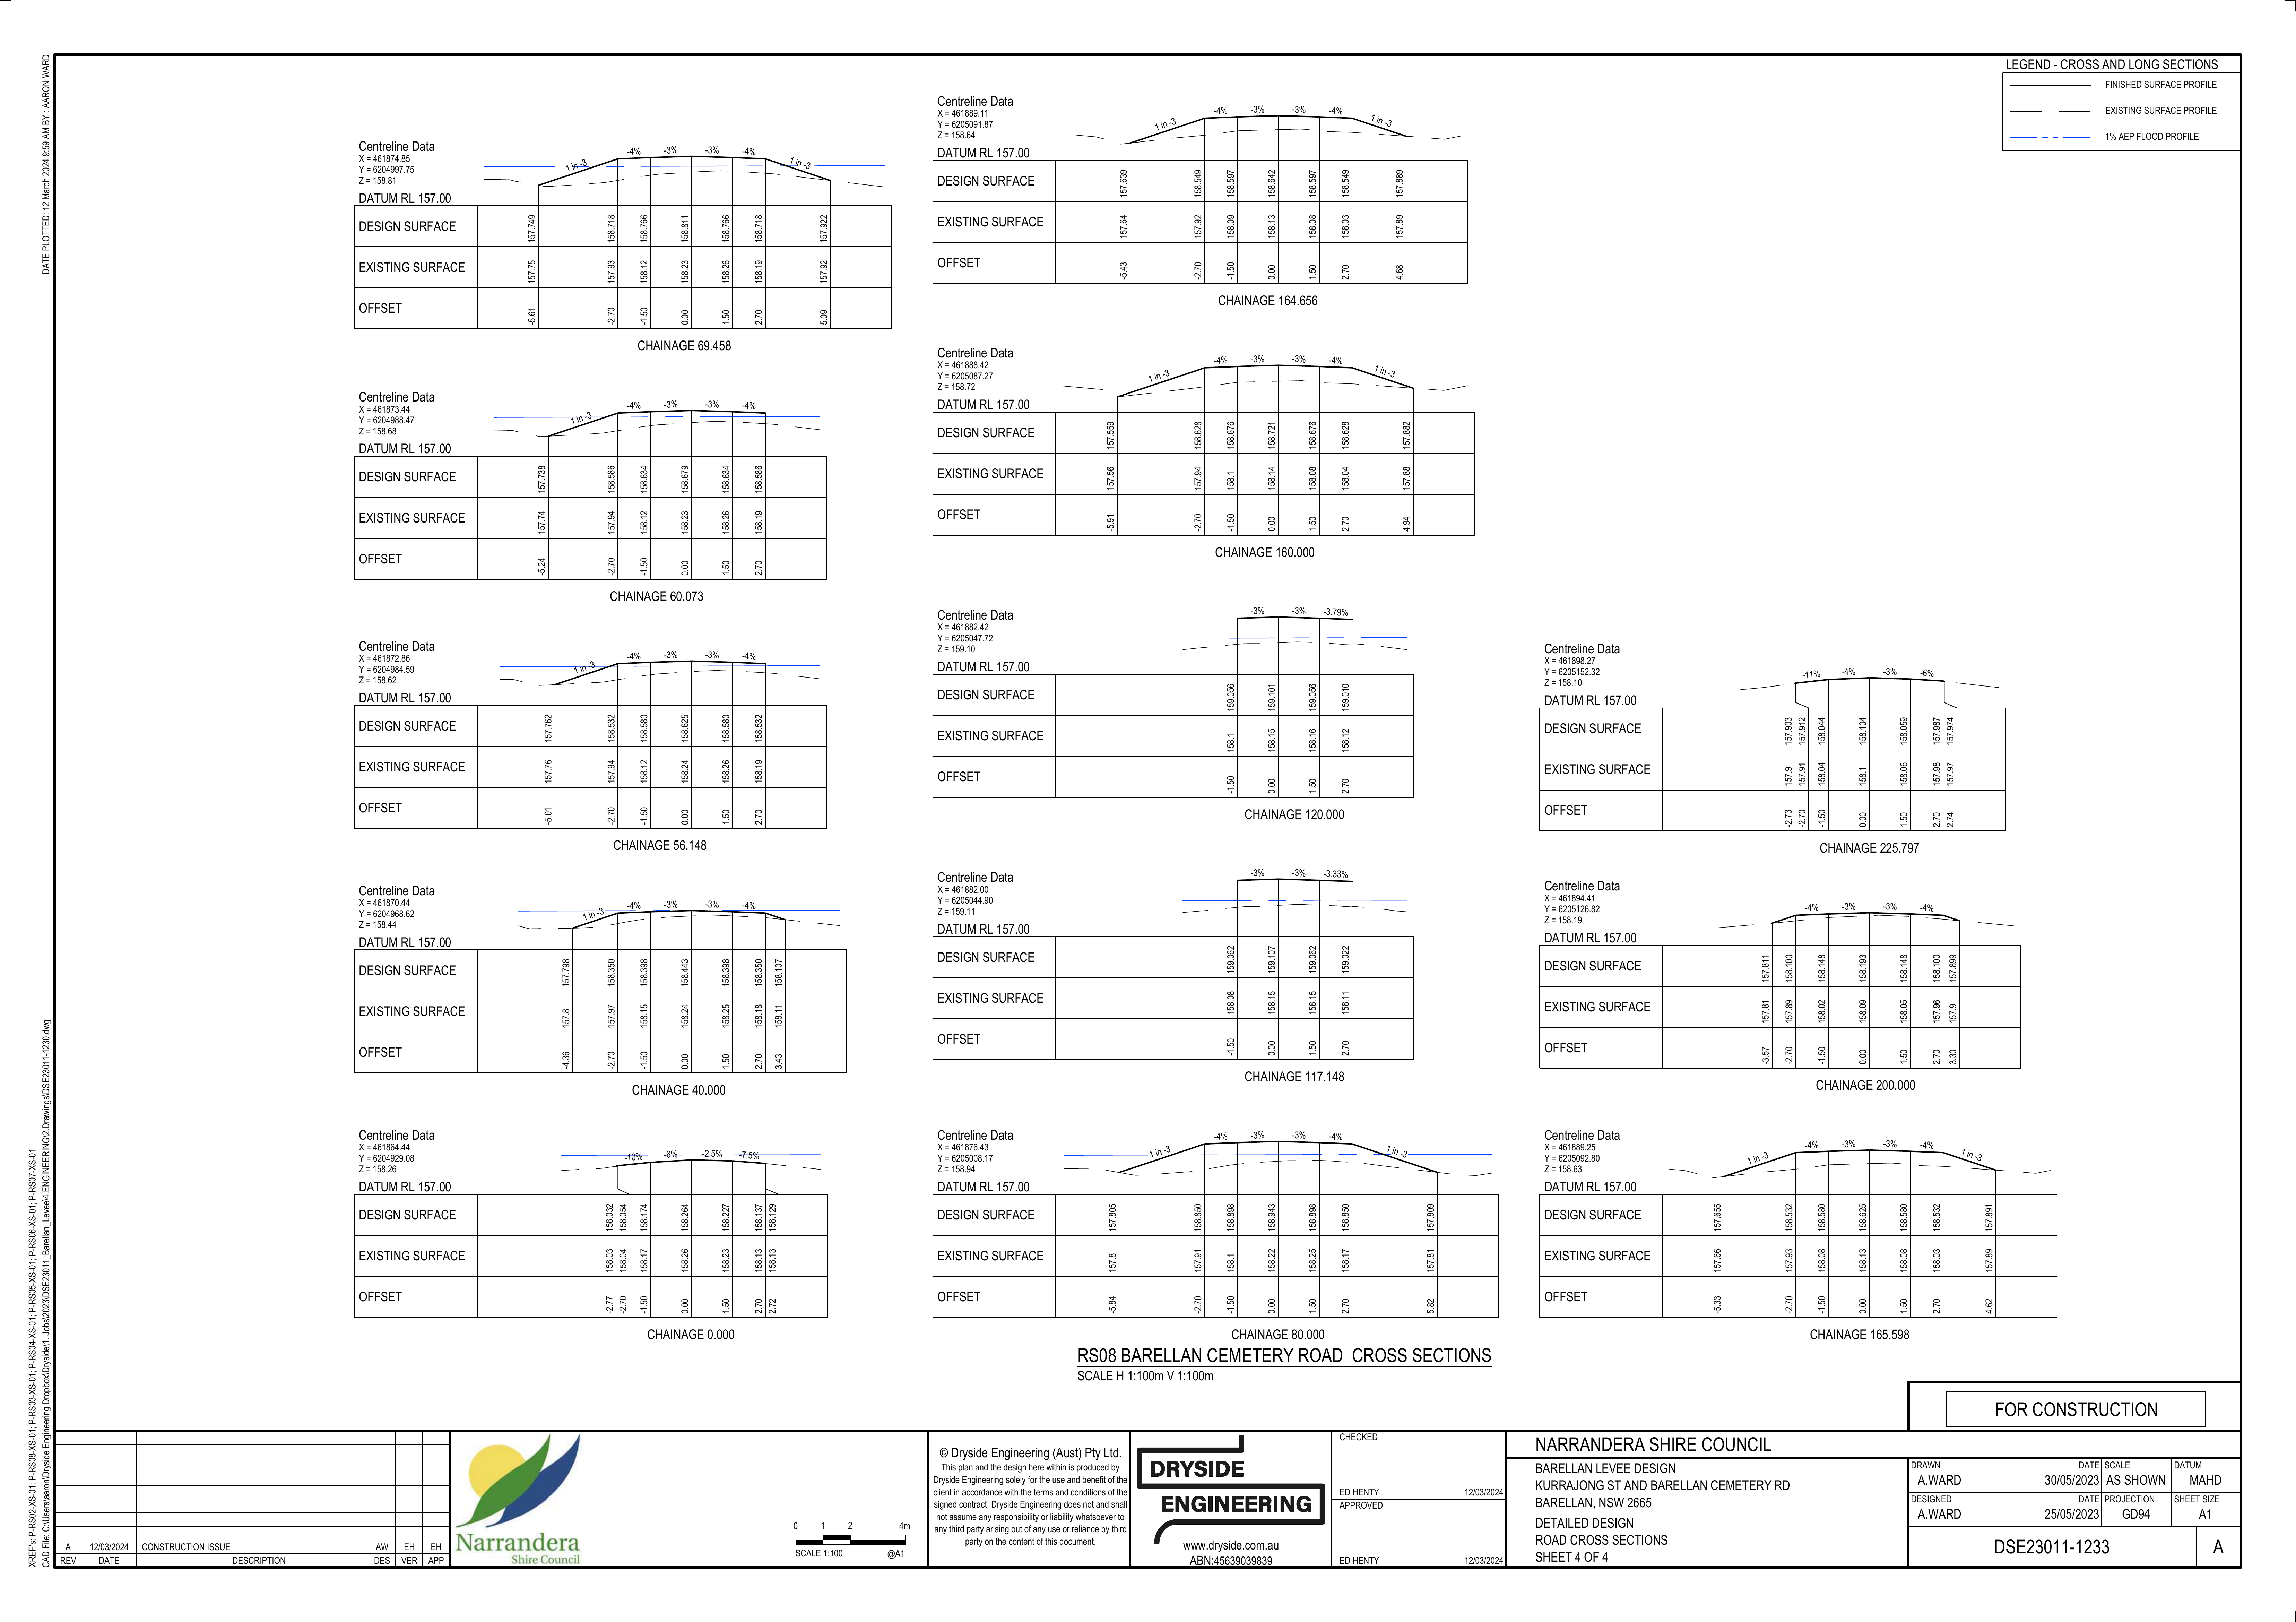 LEGEND - CROSS AND LONG SECTIONS
FINISHED SURFACE PROFILE
EXISTING SURFACE PROFILE
1% AEP FLOOD PROFILE
DATE PLOTTED: 12 March 2024 9:59 AM BY : AARON WARD
CAD File: C:\Users\aaron\Dryside Engineering Dropbox\Dryside\1. Jobs\2023\DSE23011_Barellan_Levee\4.ENGINEERING\2.Drawings\DSE23011-1230.dwg
XREF's: P-RS02-XS-01; P-RS08-XS-01; P-RS03-XS-01; P-RS04-XS-01; P-RS05-XS-01; P-RS06-XS-01; P-RS07-XS-01
Centreline Data
X = 461874.85
Y = 6204997.75
Z = 158.81
DATUM RL 157.00
1 in -3 -4% -3% -3% -4% 1 in -3
DESIGN SURFACE 157.749 158.718 158.766 158.811 158.766 158.718 157.922
EXISTING SURFACE 157.75 157.93 158.12 158.23 158.26 158.19 157.92
OFFSET -5.61 -2.70 -1.50 0.00 1.50 2.70 5.09
CHAINAGE 69.458
Centreline Data
X = 461873.44
Y = 6204988.47
Z = 158.68
DATUM RL 157.00
1 in -3 -4% -3% -3% -4%
DESIGN SURFACE 157.738 158.586 158.634 158.679 158.634 158.586
EXISTING SURFACE 157.74 157.94 158.12 158.23 158.26 158.19
OFFSET -5.24 -2.70 -1.50 0.00 1.50 2.70
CHAINAGE 60.073
Centreline Data
X = 461872.86
Y = 6204984.59
Z = 158.62
DATUM RL 157.00
1 in -3 -4% -3% -3% -4%
DESIGN SURFACE 157.762 158.532 158.580 158.625 158.580 158.532
EXISTING SURFACE 157.76 157.94 158.12 158.24 158.26 158.19
OFFSET -5.01 -2.70 -1.50 0.00 1.50 2.70
CHAINAGE 56.148
Centreline Data
X = 461870.44
Y = 6204968.62
Z = 158.44
DATUM RL 157.00
1 in -3 -4% -3% -3% -4%
DESIGN SURFACE 157.798 158.350 158.398 158.443 158.398 158.350 158.107
EXISTING SURFACE 157.8 157.97 158.15 158.24 158.25 158.18 158.11
OFFSET -4.36 -2.70 -1.50 0.00 1.50 2.70 3.43
CHAINAGE 40.000
Centreline Data
X = 461864.44
Y = 6204929.08
Z = 158.26
DATUM RL 157.00
-10% -6% -2.5% -7.5%
DESIGN SURFACE 158.032 158.054 158.174 158.264 158.227 158.137 158.129
EXISTING SURFACE 158.03 158.04 158.17 158.26 158.23 158.13 158.13
OFFSET -2.77 -2.70 -1.50 0.00 1.50 2.70 2.72
CHAINAGE 0.000
Centreline Data
X = 461889.11
Y = 6205091.87
Z = 158.64
DATUM RL 157.00
1 in -3 -4% -3% -3% -4% 1 in -3
DESIGN SURFACE 157.639 158.549 158.597 158.642 158.597 158.549 157.889
EXISTING SURFACE 157.64 157.92 158.09 158.13 158.08 158.03 157.89
OFFSET -5.43 -2.70 -1.50 0.00 1.50 2.70 4.68
CHAINAGE 164.656
Centreline Data
X = 461888.42
Y = 6205087.27
Z = 158.72
DATUM RL 157.00
1 in -3 -4% -3% -3% -4% 1 in -3
DESIGN SURFACE 157.559 158.628 158.676 158.721 158.676 158.628 157.882
EXISTING SURFACE 157.56 157.94 158.1 158.14 158.08 158.04 157.88
OFFSET -5.91 -2.70 -1.50 0.00 1.50 2.70 4.94
CHAINAGE 160.000
Centreline Data
X = 461882.42
Y = 6205047.72
Z = 159.10
DATUM RL 157.00
-3% -3% -3.79%
DESIGN SURFACE 159.056 159.101 159.056 159.010
EXISTING SURFACE 158.1 158.15 158.16 158.12
OFFSET -1.50 0.00 1.50 2.70
CHAINAGE 120.000
Centreline Data
X = 461882.00
Y = 6205044.90
Z = 159.11
DATUM RL 157.00
-3% -3% -3.33%
DESIGN SURFACE 159.062 159.107 159.062 159.022
EXISTING SURFACE 158.08 158.15 158.15 158.11
OFFSET -1.50 0.00 1.50 2.70
CHAINAGE 117.148
Centreline Data
X = 461876.43
Y = 6205008.17
Z = 158.94
DATUM RL 157.00
1 in -3 -4% -3% -3% -4% 1 in -3
DESIGN SURFACE 157.805 158.850 158.898 158.943 158.898 158.850 157.809
EXISTING SURFACE 157.8 157.91 158.1 158.22 158.25 158.17 157.81
OFFSET -5.84 -2.70 -1.50 0.00 1.50 2.70 5.82
CHAINAGE 80.000
Centreline Data
X = 461898.27
Y = 6205152.32
Z = 158.10
DATUM RL 157.00
-11% -4% -3% -6%
DESIGN SURFACE 157.903 157.912 158.044 158.104 158.059 157.987 157.974
EXISTING SURFACE 157.9 157.91 158.04 158.1 158.06 157.98 157.97
OFFSET -2.73 -2.70 -1.50 0.00 1.50 2.70 2.74
CHAINAGE 225.797
Centreline Data
X = 461894.41
Y = 6205126.82
Z = 158.19
DATUM RL 157.00
-4% -3% -3% -4%
DESIGN SURFACE 157.811 158.100 158.148 158.193 158.148 158.100 157.899
EXISTING SURFACE 157.81 157.89 158.02 158.09 158.05 157.96 157.9
OFFSET -3.57 -2.70 -1.50 0.00 1.50 2.70 3.30
CHAINAGE 200.000
Centreline Data
X = 461889.25
Y = 6205092.80
Z = 158.63
DATUM RL 157.00
1 in -3 -4% -3% -3% -4% 1 in -3
DESIGN SURFACE 157.655 158.532 158.580 158.625 158.580 158.532 157.891
EXISTING SURFACE 157.66 157.93 158.08 158.13 158.08 158.03 157.89
OFFSET -5.33 -2.70 -1.50 0.00 1.50 2.70 4.62
CHAINAGE 165.598
RS08 BARELLAN CEMETERY ROAD CROSS SECTIONS
SCALE H 1:100m V 1:100m
FOR CONSTRUCTION
A 12/03/2024 CONSTRUCTION ISSUE AW EH EH
REV DATE DESCRIPTION DES VER APP
Narrandera
Shire Council
0 1 2 4m
SCALE 1:100 @A1
© Dryside Engineering (Aust) Pty Ltd.
This plan and the design here within is produced by
Dryside Engineering solely for the use and benefit of the
client in accordance with the terms and conditions of the
signed contract. Dryside Engineering does not and shall
not assume any responsibility or liability whatsoever to
any third party arising out of any use or reliance by third
party on the content of this document.
DRYSIDE
ENGINEERING
www.dryside.com.au
ABN:45639039839
CHECKED
ED HENTY 12/03/2024
APPROVED
ED HENTY 12/03/2024
NARRANDERA SHIRE COUNCIL
BARELLAN LEVEE DESIGN
KURRAJONG ST AND BARELLAN CEMETERY RD
BARELLAN, NSW 2665
DETAILED DESIGN
ROAD CROSS SECTIONS
SHEET 4 OF 4
DRAWN DATE SCALE DATUM
A.WARD 30/05/2023 AS SHOWN MAHD
DESIGNED DATE PROJECTION SHEET SIZE
A.WARD 25/05/2023 GD94 A1
DSE23011-1233 A